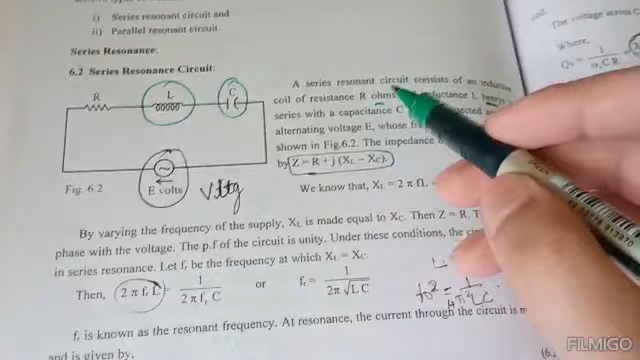 i) Series resonant circuit and
ii) Parallel resonant circuit.
Series Resonance:
6.2 Series Resonance Circuit:
R
L
C
E volts
Fig. 6.2
A series resonant circuit consists of an inductive
coil of resistance R ohms inductance L henrys
series with a capacitance C
alternating voltage E, whose
shown in Fig.6.2. The impedance
by Z = R + j (XL – XC).
We know that, XL = 2 π fL
By varying the frequency of the supply, XL is made equal to XC. Then Z = R.
phase with the voltage. The p.f of the circuit is unity. Under these conditions, the
in series resonance. Let fr be the frequency at which XL = XC.
Then, 2 π fr L = 1 / 2π fr C or fr = 1 / 2π √L C
fr is known as the resonant frequency. At resonance, the current through the circuit is
and is given by,
(6.
The voltage across C
Where,
FILMIGO